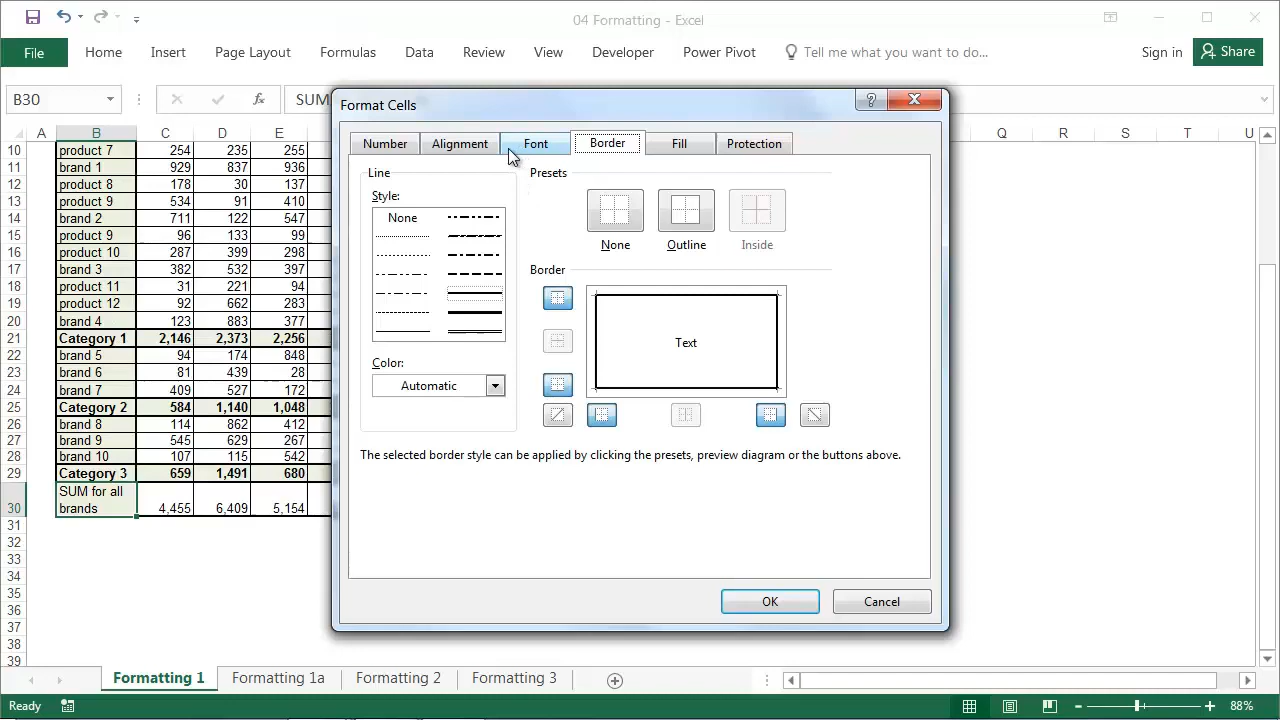 04 Formatting - Excel
File Home Insert Page Layout Formulas Data Review View Developer Power Pivot Tell me what you want to do... Sign in Share
B30 fx SUM
Format Cells
Number Alignment Font Border Fill Protection
Line
Style:
None
Color:
Automatic
Presets
None Outline Inside
Border
Text
The selected border style can be applied by clicking the presets, preview diagram or the buttons above.
OK Cancel
A B C D E Q R S T U
10 product 7 254 235 255
11 brand 1 929 837 936
12 product 8 178 30 137
13 product 9 534 91 410
14 brand 2 711 122 547
15 product 9 96 133 99
16 product 10 287 399 298
17 brand 3 382 532 397
18 product 11 31 221 94
19 product 12 92 662 283
20 brand 4 123 883 377
21 Category 1 2,146 2,373 2,256
22 brand 5 94 174 848
23 brand 6 81 439 28
24 brand 7 409 527 172
25 Category 2 584 1,140 1,048
26 brand 8 114 862 412
27 brand 9 545 629 267
28 brand 10 107 115 542
29 Category 3 659 1,491 680
SUM for all
30 brands 4,455 6,409 5,154
31
32
33
34
35
36
37
38
39
Formatting 1 Formatting 1a Formatting 2 Formatting 3
Ready 88%